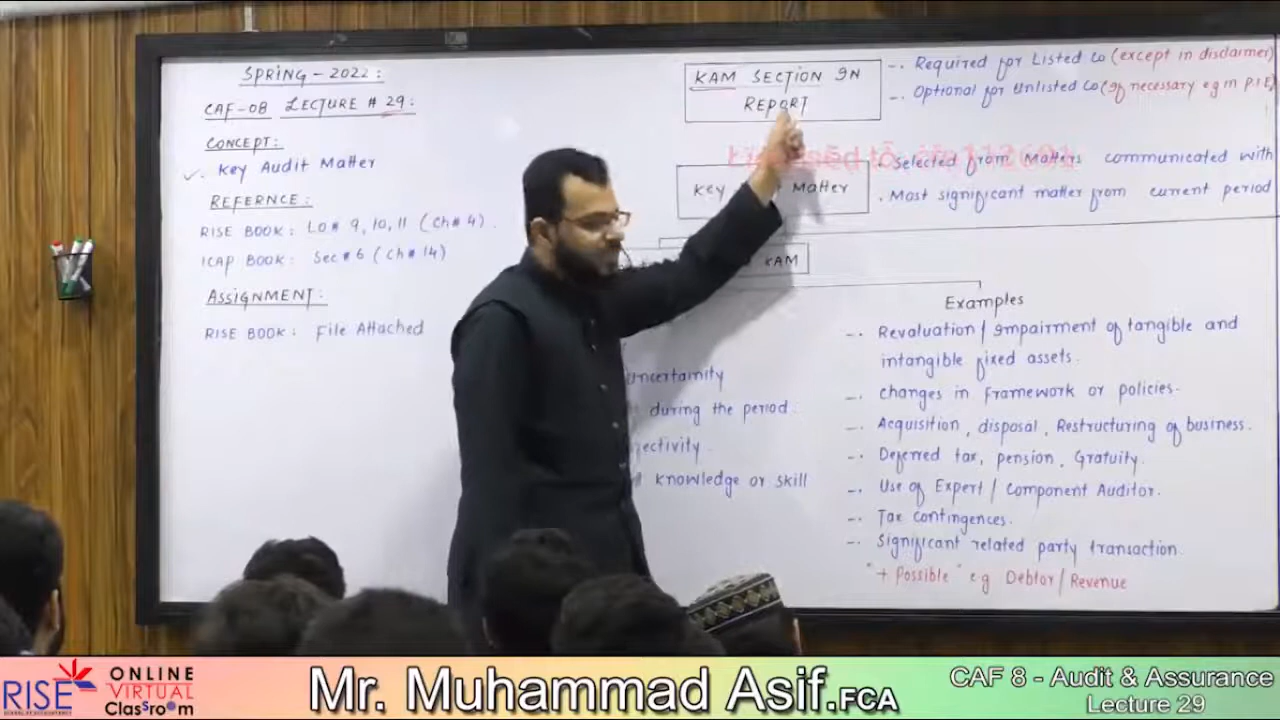 SPRING - 2022 :
CAF-08 LECTURE # 29 :
CONCEPT :
✓. Key Audit Matter
REFERNCE :
RISE BOOK : Lo# 9, 10, 11 ( Ch# 4 ) .
ICAP BOOK : Sec # 6 ( Ch # 14 )
ASSIGNMENT :
RISE BOOK : File Attached
KAM SECTION IN
REPORT
-. Required for Listed Co (except in disclaimer)
-. Optional for Unlisted Co (if necessary e.g in P.I.E
Key Matter
. Selected from Matters communicated with
. Most significant matter from current period
KAM
uncertainity
during the period .
knowledge or skill
Examples
-. Revaluation / Impairment of tangible and
intangible fixed assets.
-. changes in framework or policies.
-. Acquisition , disposal , Restructuring of business.
-. Deferred tax, pension , Gratuity.
-. Use of Expert / Component Auditor.
-. Tax contingences.
-. Significant related party transaction.
"+ Possible" eg Debtor / Revenue
RISE
ONLINE
VIRTUAL
Classroom
Mr. Muhammad Asif.FCA
CAF 8 - Audit & Assurance
Lecture 29